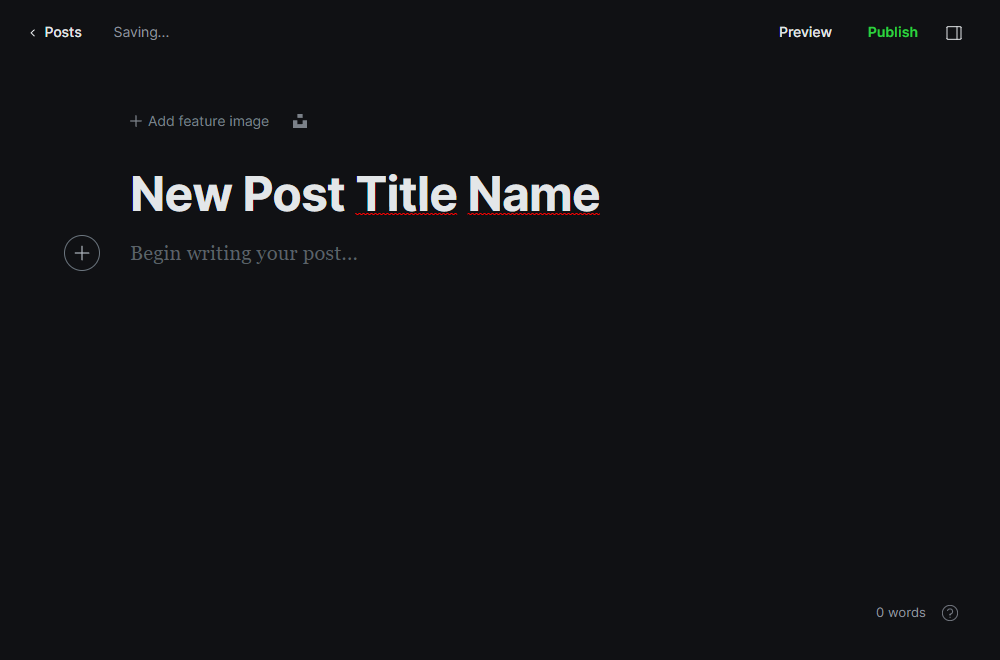 Posts
Saving...
Preview
Publish
Add feature image
New Post Title Name
Begin writing your post...
0 words
?